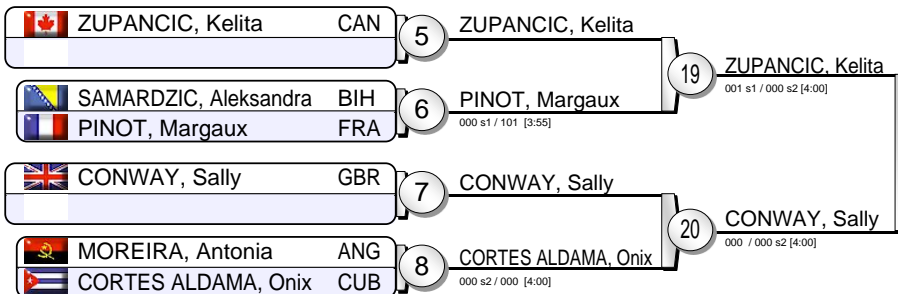 ZUPANCIC, Kelita CAN
5
ZUPANCIC, Kelita
19
ZUPANCIC, Kelita
001 s1 / 000 s2 [4:00]
SAMARDZIC, Aleksandra BIH
6
PINOT, Margaux
PINOT, Margaux FRA
000 s1 / 101 [3:55]
CONWAY, Sally GBR
7
CONWAY, Sally
20
CONWAY, Sally
000 / 000 s2 [4:00]
MOREIRA, Antonia ANG
8
CORTES ALDAMA, Onix
CORTES ALDAMA, Onix CUB
000 s2 / 000 [4:00]